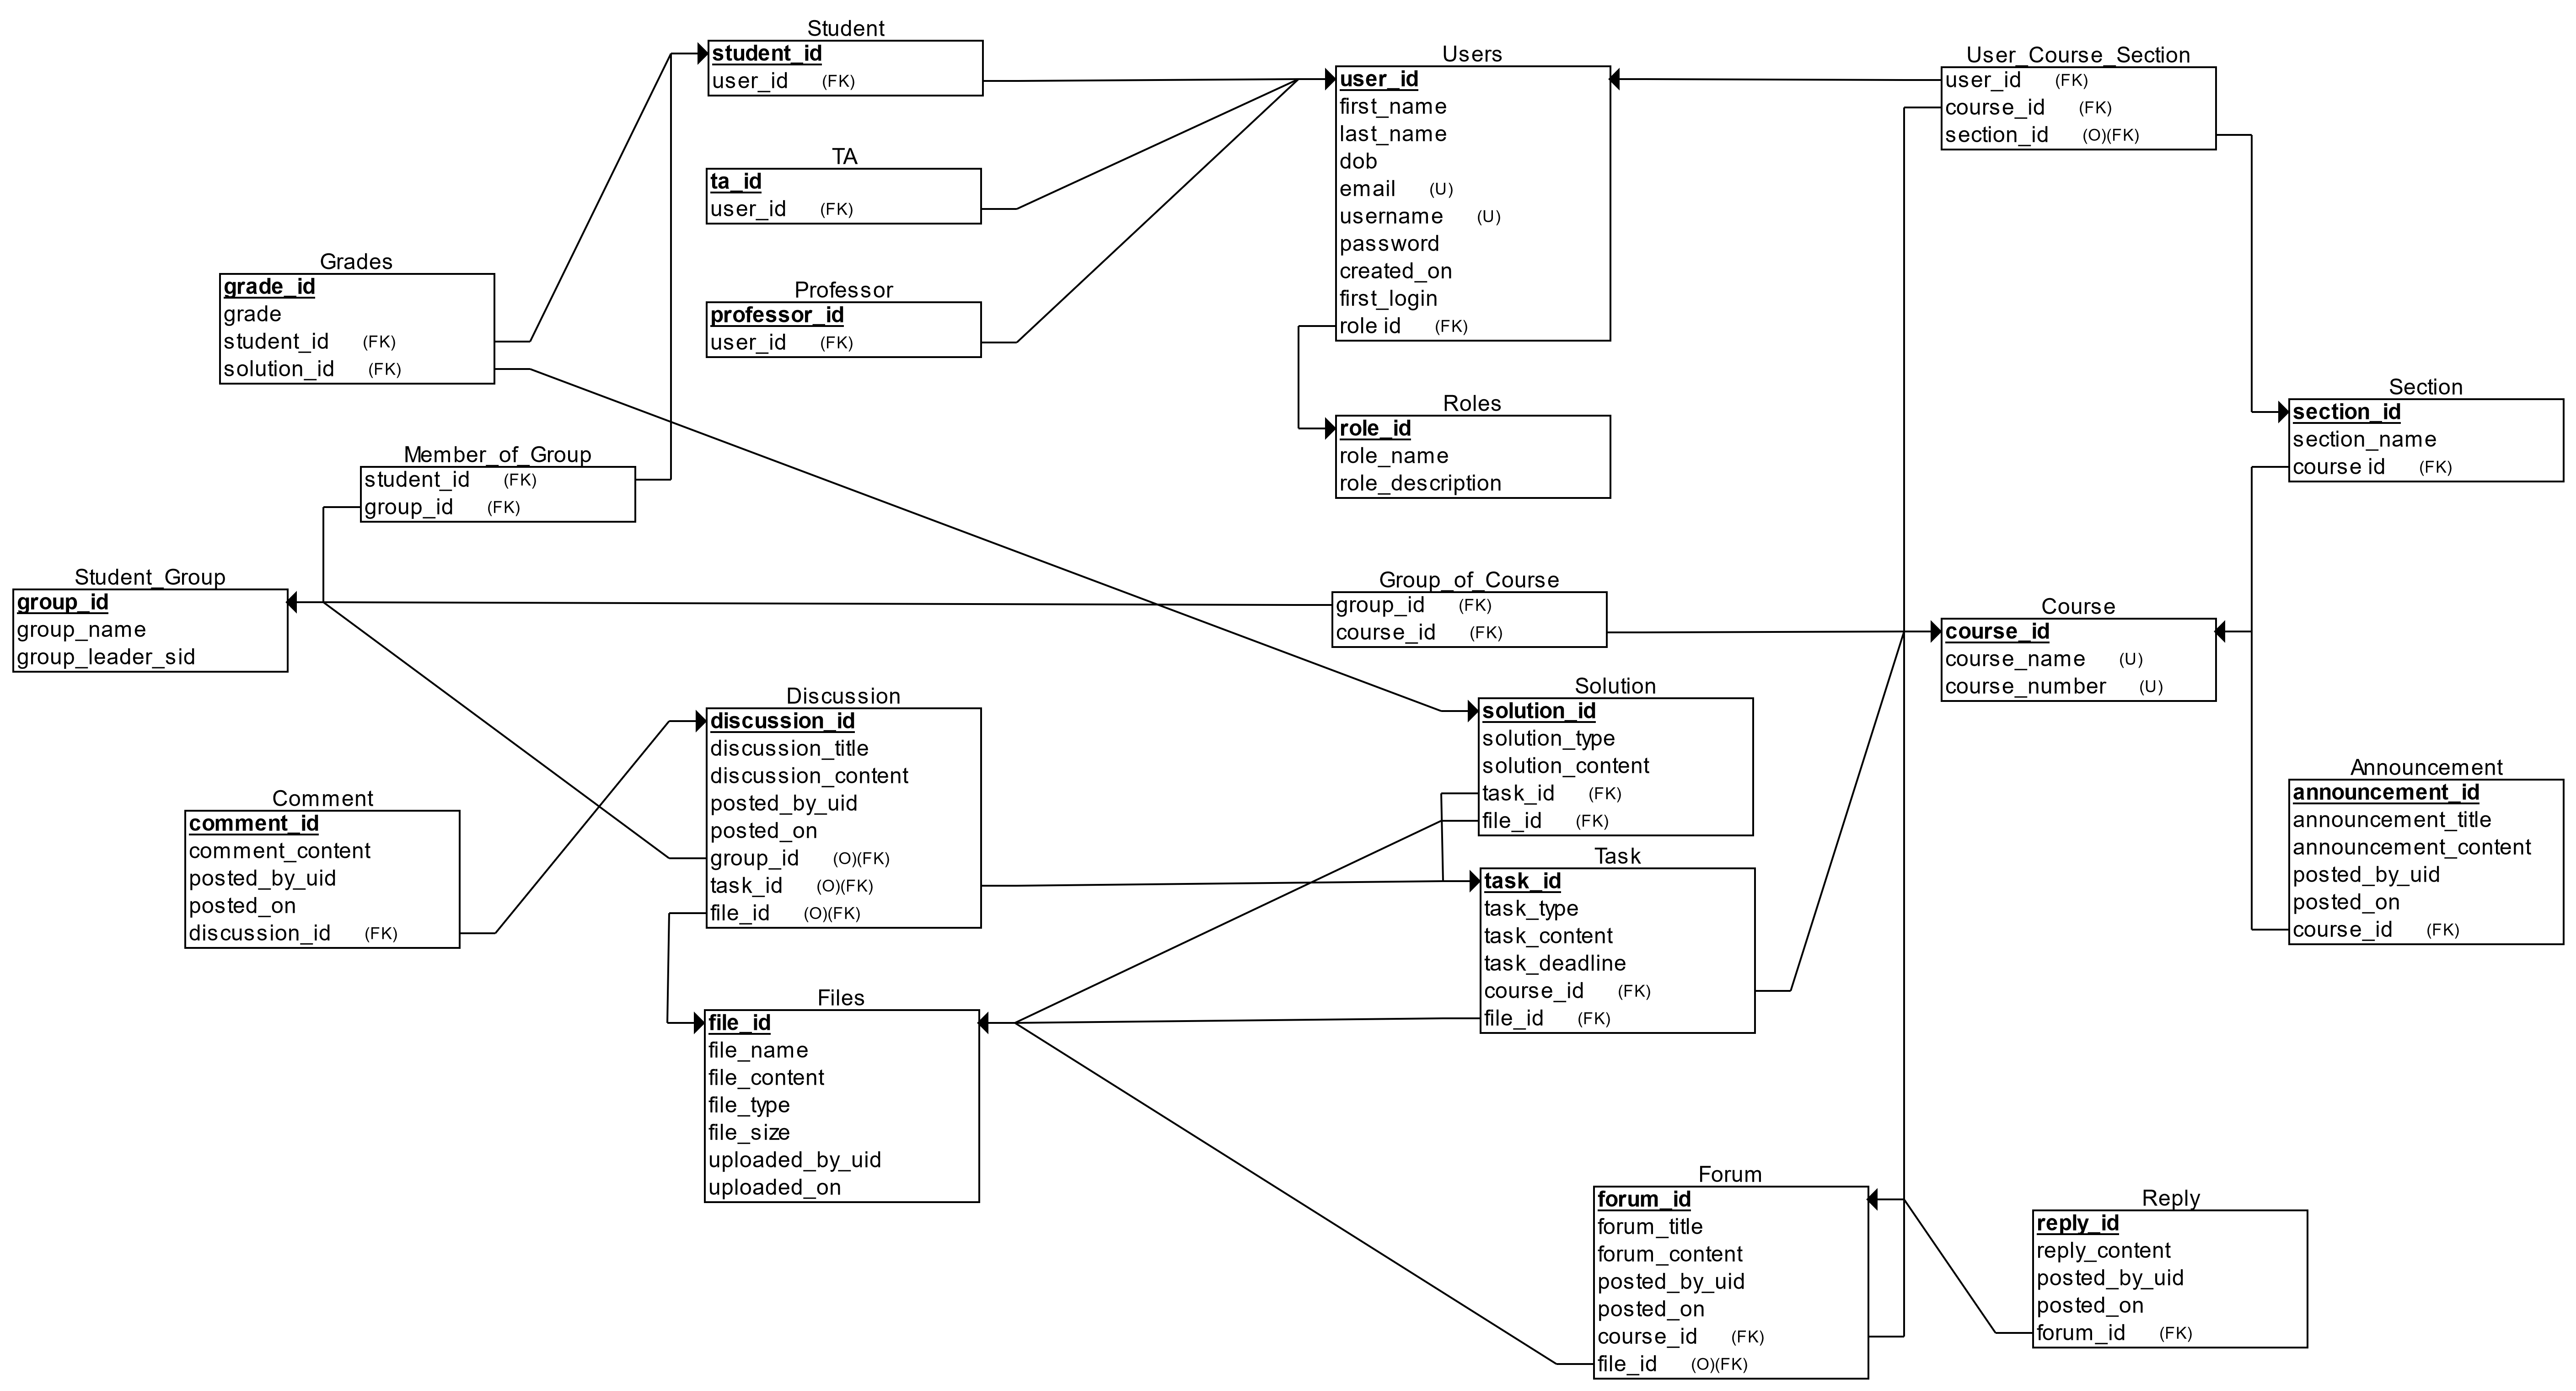 Student
student_id
user_id (FK)
Users
user_id
first_name
last_name
dob
email (U)
username (U)
password
created_on
first_login
role id (FK)
User_Course_Section
user_id (FK)
course_id (FK)
section_id (O)(FK)
TA
ta_id
user_id (FK)
Grades
grade_id
grade
student_id (FK)
solution_id (FK)
Professor
professor_id
user_id (FK)
Roles
role_id
role_name
role_description
Section
section_id
section_name
course id (FK)
Member_of_Group
student_id (FK)
group_id (FK)
Student_Group
group_id
group_name
group_leader_sid
Group_of_Course
group_id (FK)
course_id (FK)
Course
course_id
course_name (U)
course_number (U)
Discussion
discussion_id
discussion_title
discussion_content
posted_by_uid
posted_on
group_id (O)(FK)
task_id (O)(FK)
file_id (O)(FK)
Solution
solution_id
solution_type
solution_content
task_id (FK)
file_id (FK)
Announcement
announcement_id
announcement_title
announcement_content
posted_by_uid
posted_on
course_id (FK)
Comment
comment_id
comment_content
posted_by_uid
posted_on
discussion_id (FK)
Task
task_id
task_type
task_content
task_deadline
course_id (FK)
file_id (FK)
Files
file_id
file_name
file_content
file_type
file_size
uploaded_by_uid
uploaded_on
Forum
forum_id
forum_title
forum_content
posted_by_uid
posted_on
course_id (FK)
file_id (O)(FK)
Reply
reply_id
reply_content
posted_by_uid
posted_on
forum_id (FK)